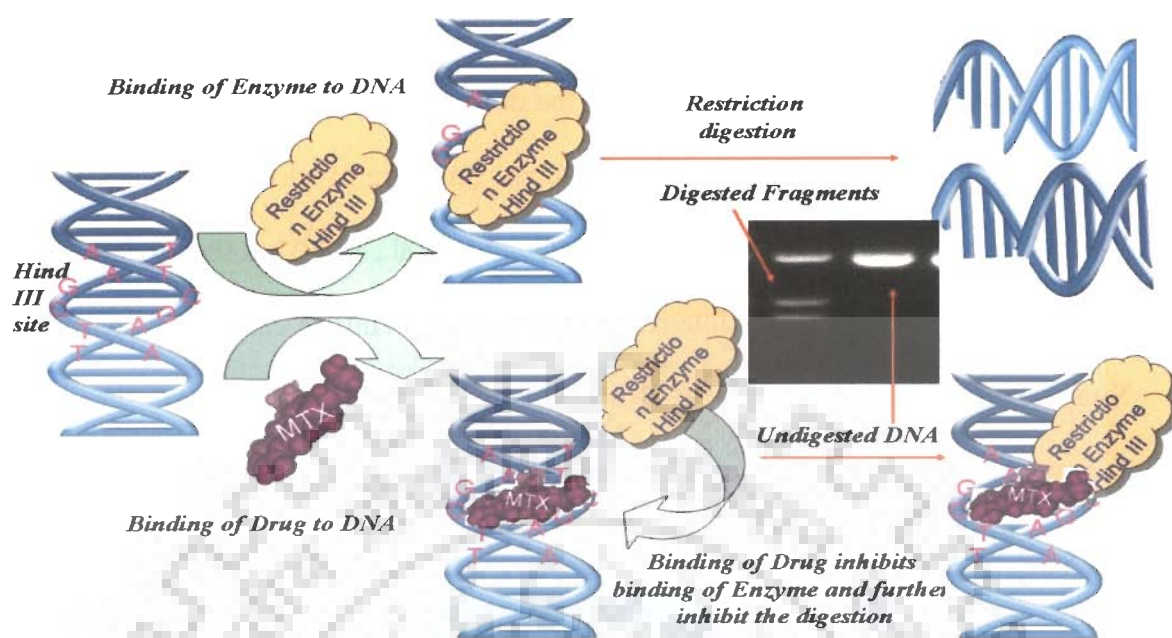 Binding of Enzyme to DNA
Restrictio
n Enzyme
Hind III
G
A
Restrictio
n Enzyme
Hind III
Restriction
digestion
Digested Fragments
Hind
III
site
A
A
G
C
T
T
T
T
C
G
A
A
MTX
Binding of Drug to DNA
G
T
MTX
A
A
Restrictio
n Enzyme
Hind III
Undigested DNA
Binding of Drug inhibits
binding of Enzyme and further
inhibit the digestion
Restrictio
n Enzyme
Hind III
G
MTX
T
A
A